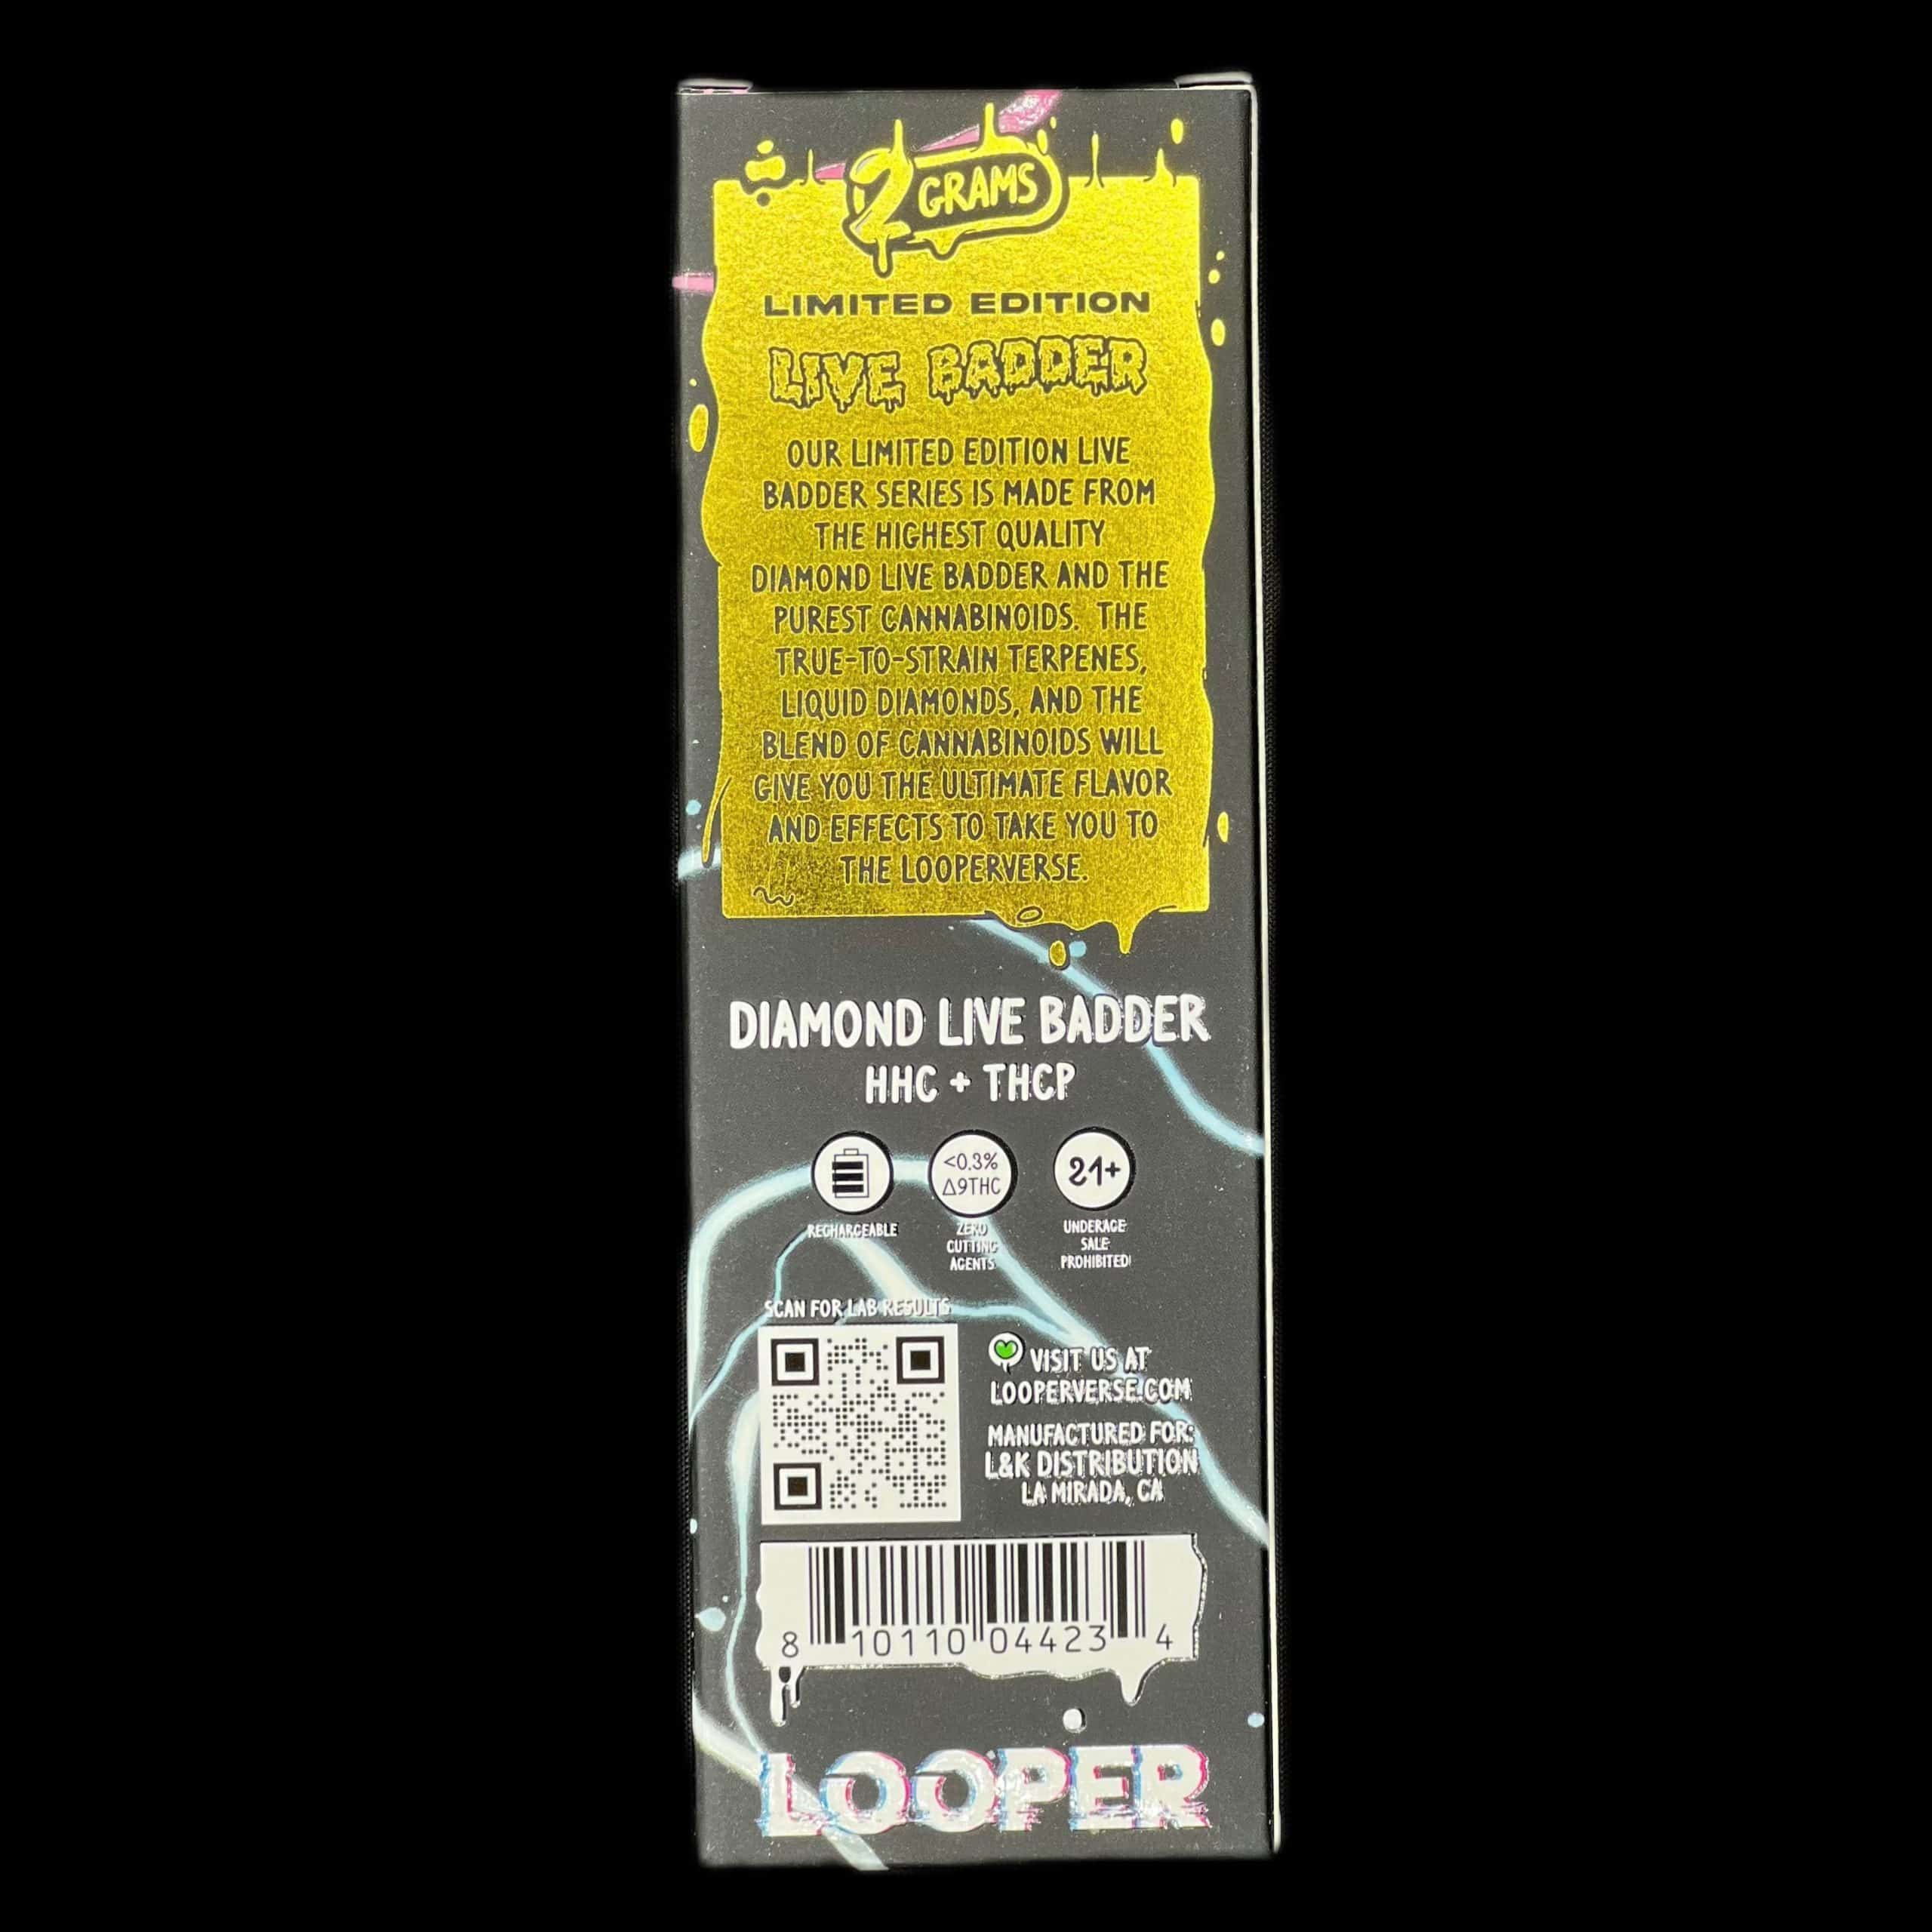 2 GRAMS
LIMITED EDITION
LIVE BADDER
OUR LIMITED EDITION LIVE
BADDER SERIES IS MADE FROM
THE HIGHEST QUALITY
DIAMOND LIVE BADDER AND THE
PUREST CANNABINOIDS. THE
TRUE-TO-STRAIN TERPENES,
LIQUID DIAMONDS, AND THE
BLEND OF CANNABINOIDS WILL
GIVE YOU THE ULTIMATE FLAVOR
AND EFFECTS TO TAKE YOU TO
THE LOOPERVERSE.
DIAMOND LIVE BADDER
HHC + THCP
RECHARGEABLE
<0.3%
Δ9THC
ZERO
CUTTING
AGENTS
21+
UNDERAGE
SALE
PROHIBITED!
SCAN FOR LAB RESULTS
VISIT US AT
LOOPERVERSE.COM
MANUFACTURED FOR:
L&K DISTRIBUTION
LA MIRADA, CA
8 10110 04423 4
LOOPER